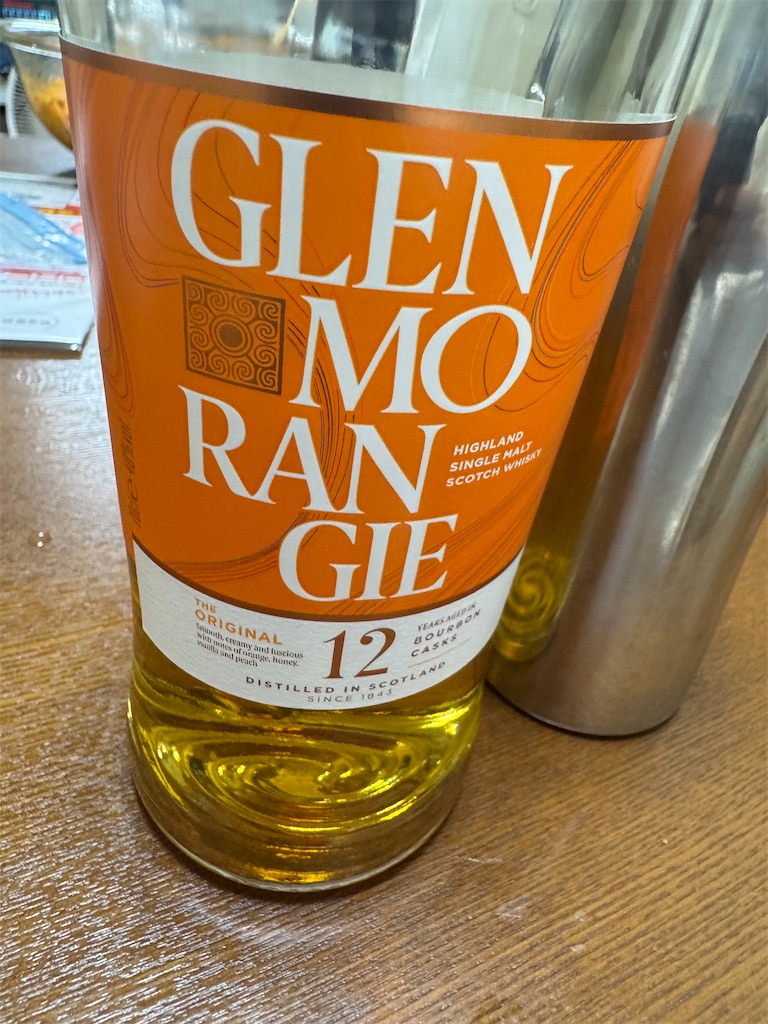 GLEN
MO
RAN
GIE
HIGHLAND
SINGLE MALT
SCOTCH WHISKY
THE
ORIGINAL
Smooth, creamy and luscious
with notes of orange, honey,
vanilla and peach
12
YEARS AGED IN
BOURBON
CASKS
DISTILLED IN SCOTLAND
SINCE 1843